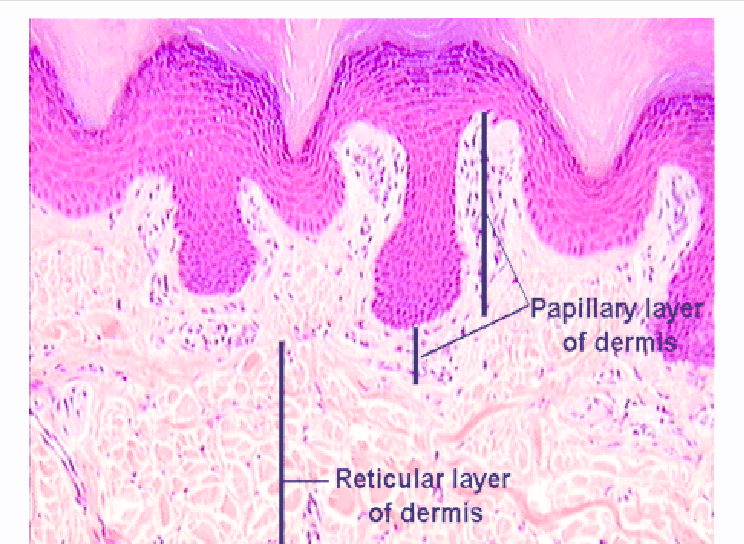 Papillary layer
of dermis
Reticular layer
of dermis